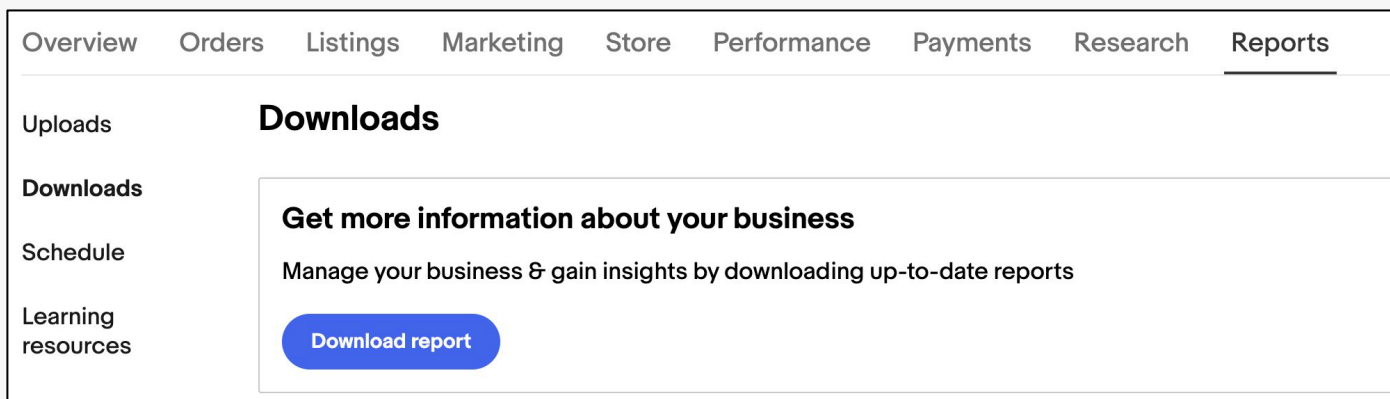 Overview Orders Listings Marketing Store Performance Payments Research Reports
Uploads
Downloads
Schedule
Learning
resources
Downloads
Get more information about your business
Manage your business & gain insights by downloading up-to-date reports
Download report